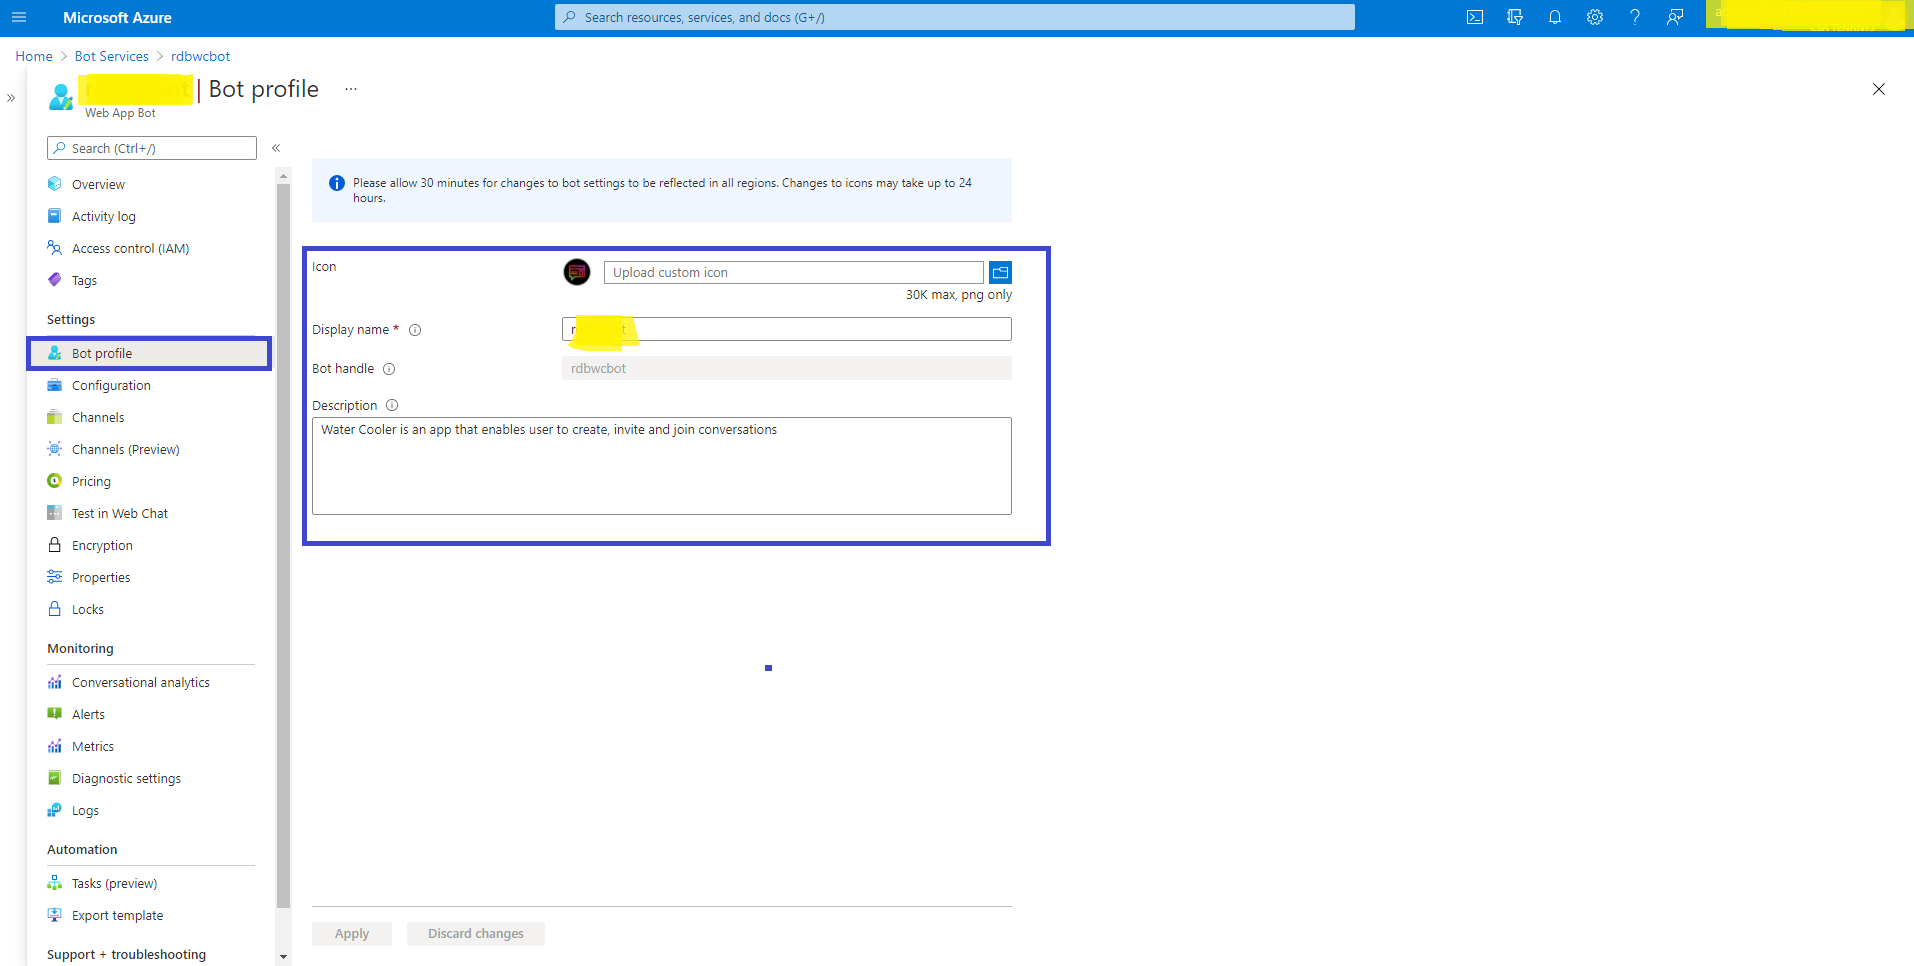 Microsoft Azure
Search resources, services, and docs (G+/)
Home > Bot Services > rdbwcbot
| Bot profile ...
Web App Bot
Search (Ctrl+/)
Overview
Activity log
Access control (IAM)
Tags
Settings
Bot profile
Configuration
Channels
Channels (Preview)
Pricing
Test in Web Chat
Encryption
Properties
Locks
Monitoring
Conversational analytics
Alerts
Metrics
Diagnostic settings
Logs
Automation
Tasks (preview)
Export template
Support + troubleshooting
Please allow 30 minutes for changes to bot settings to be reflected in all regions. Changes to icons may take up to 24
hours.
Icon
Upload custom icon
30K max, png only
Display name *
Bot handle
rdbwcbot
Description
Water Cooler is an app that enables user to create, invite and join conversations
Apply
Discard changes